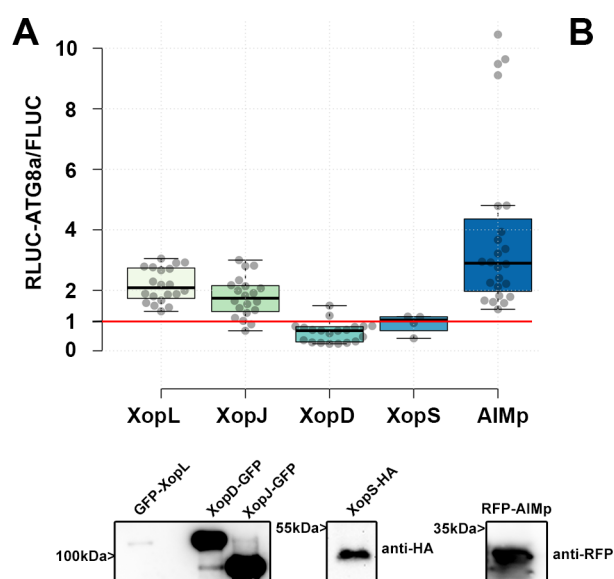 A
B
RLUC-ATG8a/FLUC
10
8
6
4
2
1
0
XopL
XopJ
XopD
XopS
AIMp
GFP-XopL
XopD-GFP
XopJ-GFP
XopS-HA
RFP-AIMp
55kDa>
35kDa>
100kDa>
anti-HA
anti-RFP